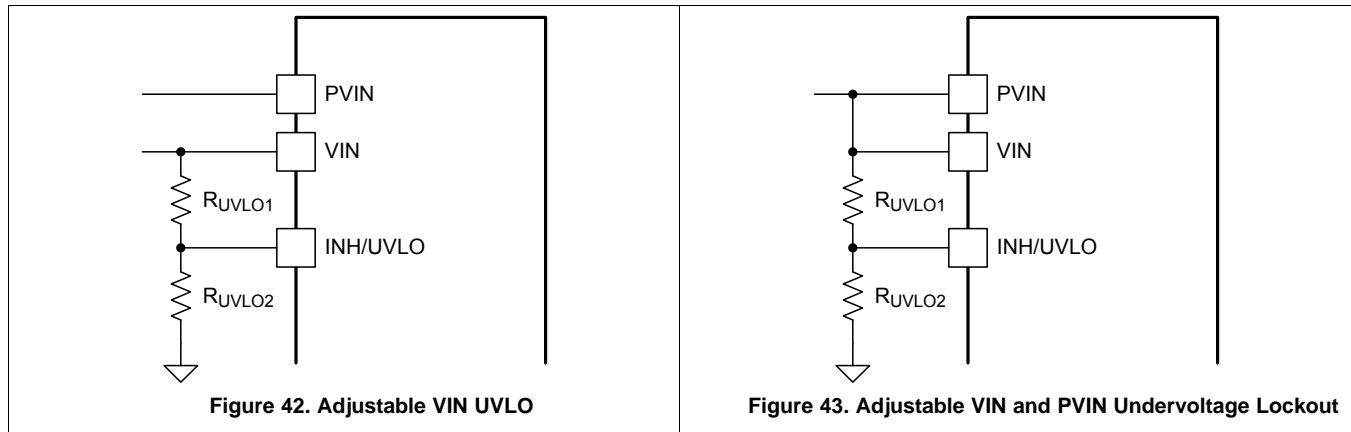 PVIN
VIN
RUVLO1
INH/UVLO
RUVLO2
Figure 42. Adjustable VIN UVLO
PVIN
VIN
RUVLO1
INH/UVLO
RUVLO2
Figure 43. Adjustable VIN and PVIN Undervoltage Lockout